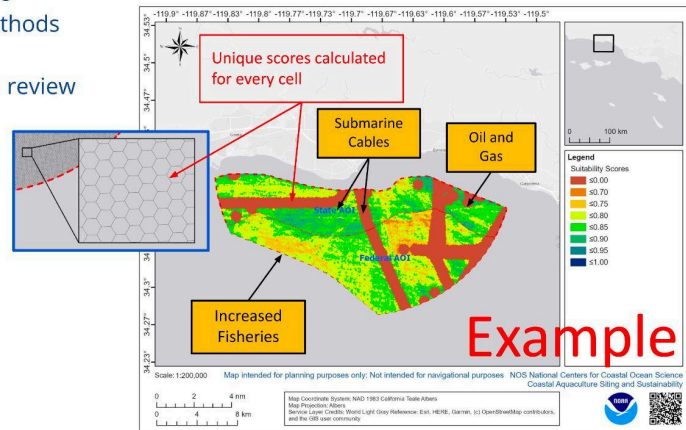 thods
review
-119.9° -119.87° -119.83° -119.8° -119.77° -119.73° -119.7° -119.67° -119.63° -119.6° -119.57° -119.53° -119.5°
34.53°
34.5°
34.47°
Unique scores calculated
for every cell
Submarine
Cables
Oil and
Gas
State AOI
Federal AOI
Increased
Fisheries
34.3°
34.27°
34.23°
0 100 km
Legend
Suitability Scores
≤0.00
≤0.70
≤0.75
≤0.80
≤0.85
≤0.90
≤0.95
≤1.00
Example
Scale: 1:200,000 Map intended for planning purposes only: Not intended for navigational purposes NOS National Centers for Coastal Ocean Science
Coastal Aquaculture Siting and Sustainability
0 2 4 nm
0 4 8 km
Map Coordinate System: NAD 1983 California Teale Albers
Map Projection: Albers
Service Layer Credits: World Light Gray Reference: Esri, HERE, Garmin, (c) OpenStreetMap contributors,
and the GIS user community
NOAA